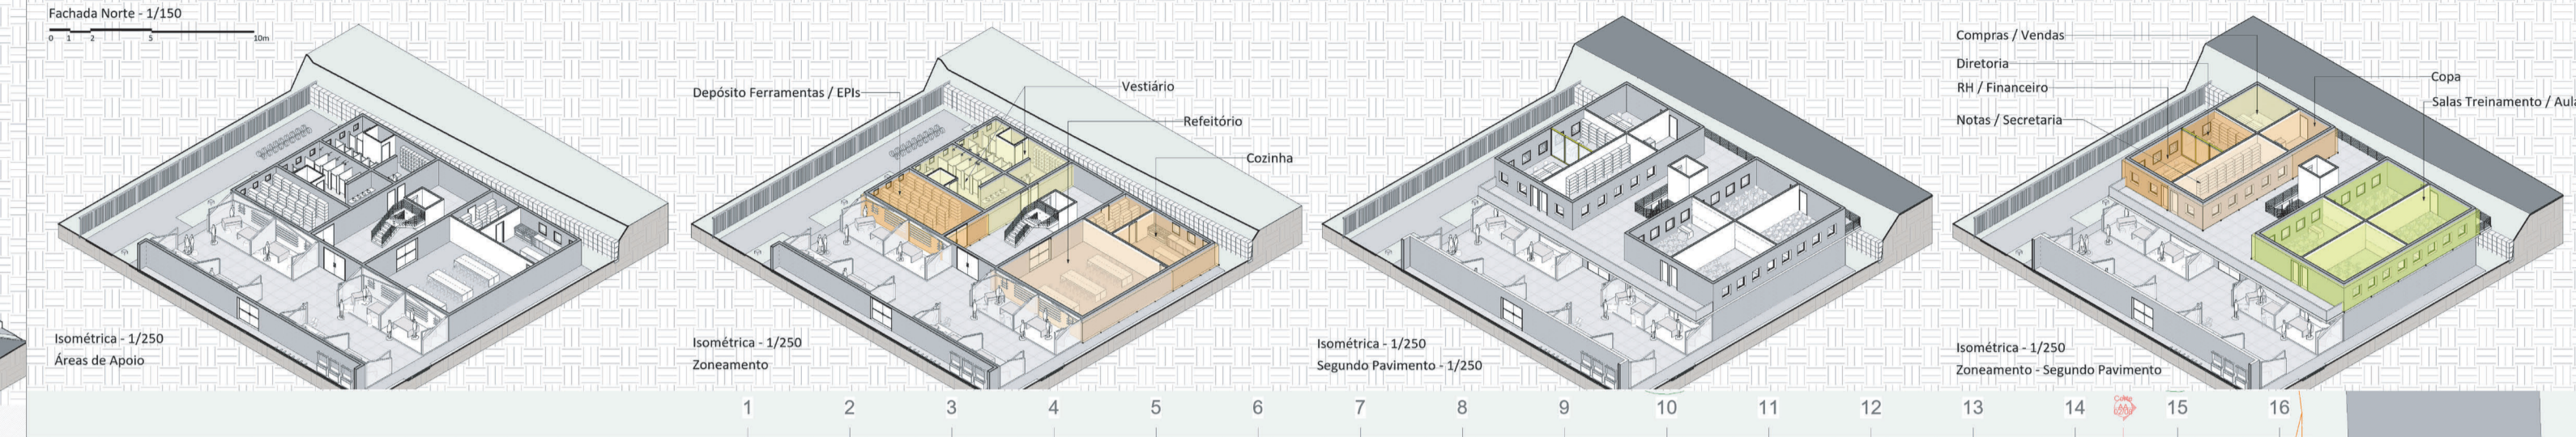 Fachada Norte - 1/150
0 1 2 5 10m
Isométrica - 1/250
Áreas de Apoio
Depósito Ferramentas / EPIs
Vestiário
Refeitório
Cozinha
Isométrica - 1/250
Zoneamento
Isométrica - 1/250
Segundo Pavimento - 1/250
Compras / Vendas
Diretoria
RH / Financeiro
Notas / Secretaria
Copa
Salas Treinamento / Aula
Isométrica - 1/250
Zoneamento - Segundo Pavimento
1 2 3 4 5 6 7 8 9 10 11 12 13 14 15 16